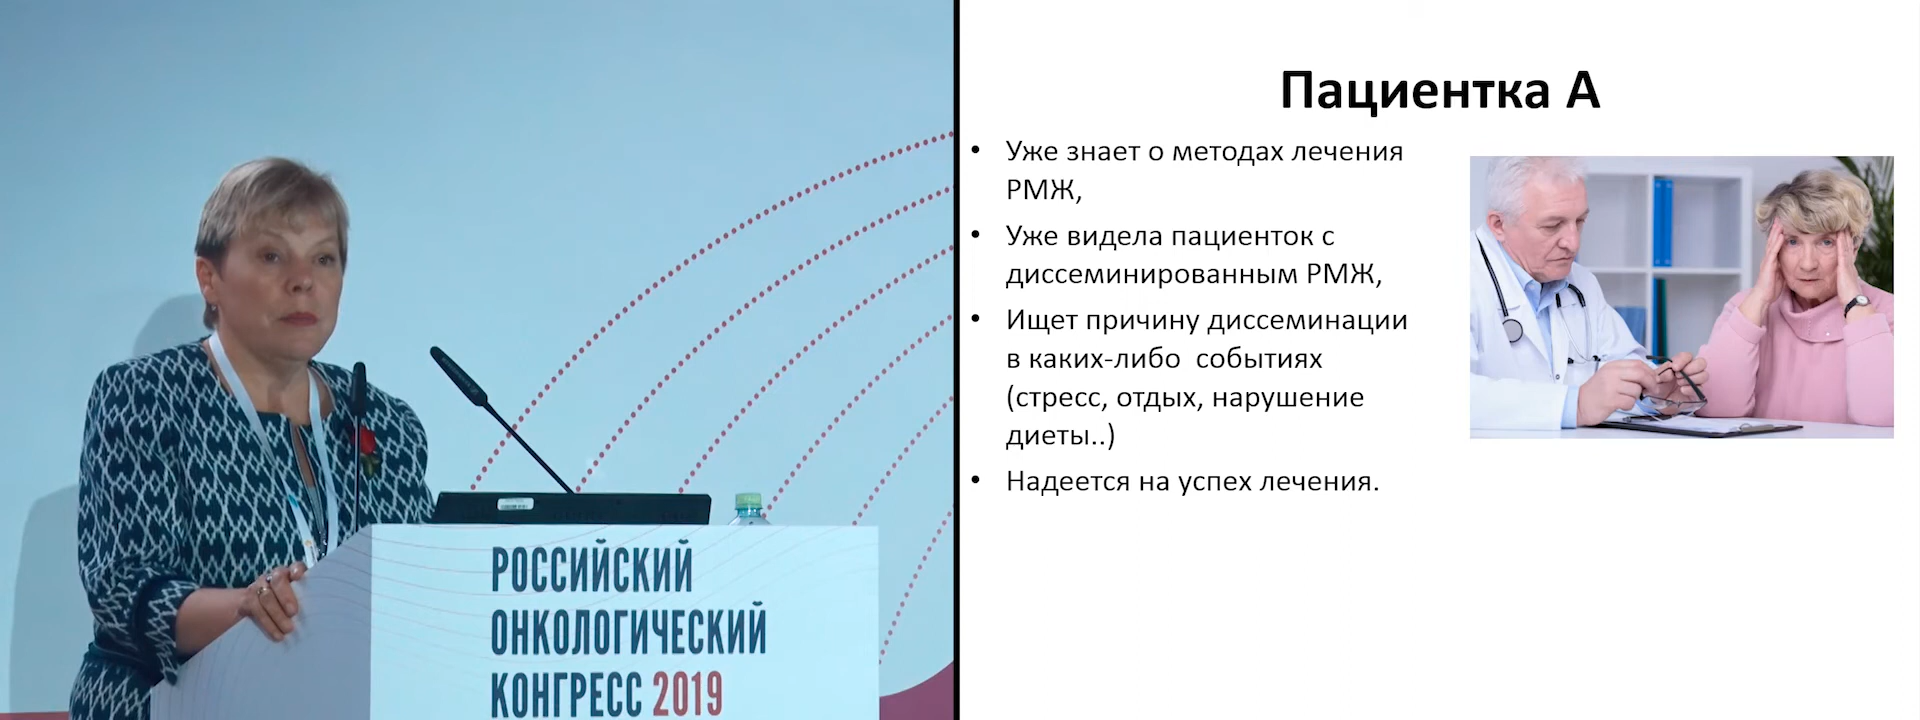 РОССИЙСКИЙ
ОНКОЛОГИЧЕСКИЙ
КОНГРЕСС 2019
Пациентка А
• Уже знает о методах лечения
РМЖ,
• Уже видела пациенток с
диссеминированным РМЖ,
• Ищет причину диссеминации
в каких-либо событиях
(стресс, отдых, нарушение
диеты..)
• Надеется на успех лечения.